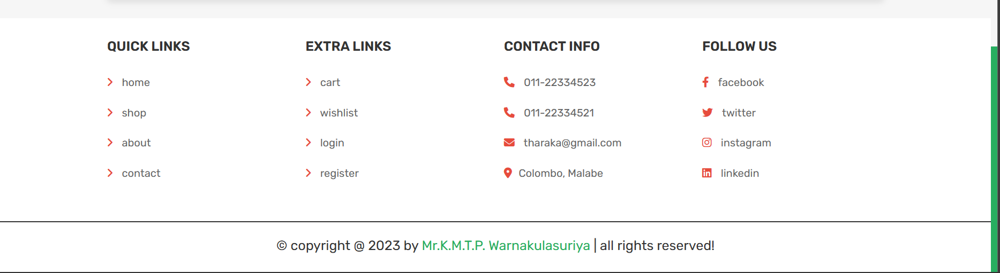 QUICK LINKS
home
shop
about
contact
EXTRA LINKS
cart
wishlist
login
register
CONTACT INFO
011-22334523
011-22334521
tharaka@gmail.com
Colombo, Malabe
FOLLOW US
facebook
twitter
instagram
linkedin
© copyright @ 2023 by Mr.K.M.T.P. Warnakulasuriya | all rights reserved!